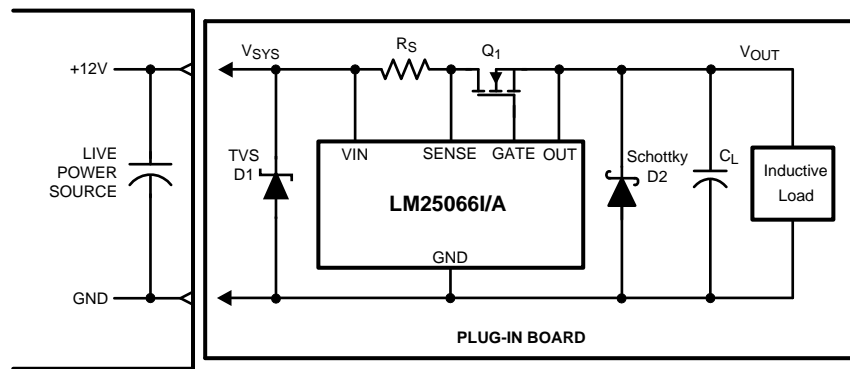 +12V
LIVE
POWER
SOURCE
GND
VSYS
RS
Q1
VOUT
TVS
D1
VIN
SENSE
GATE
OUT
LM25066I/A
GND
Schottky
D2
CL
Inductive
Load
PLUG-IN BOARD